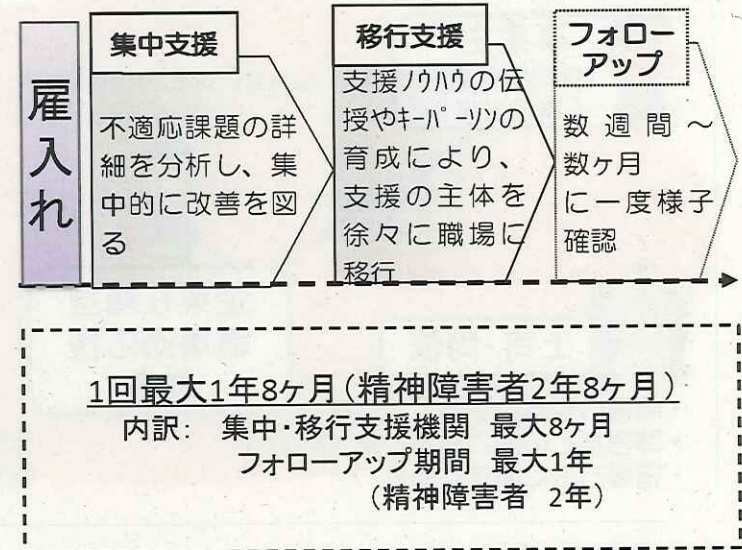 雇入れ
集中支援
不適応課題の詳
細を分析し、集
中的に改善を図
る
移行支援
支援ﾉｳﾊｳの伝
授やｷｰﾊﾟｰｿﾝの
育成により、
支援の主体を
徐々に職場に
移行
フォロー
アップ
数週間～
数ヶ月
に一度様子
確認
1回最大1年8ヶ月(精神障害者2年8ヶ月)
内訳: 集中・移行支援機関 最大8ヶ月
フォローアップ期間 最大1年
(精神障害者 2年)